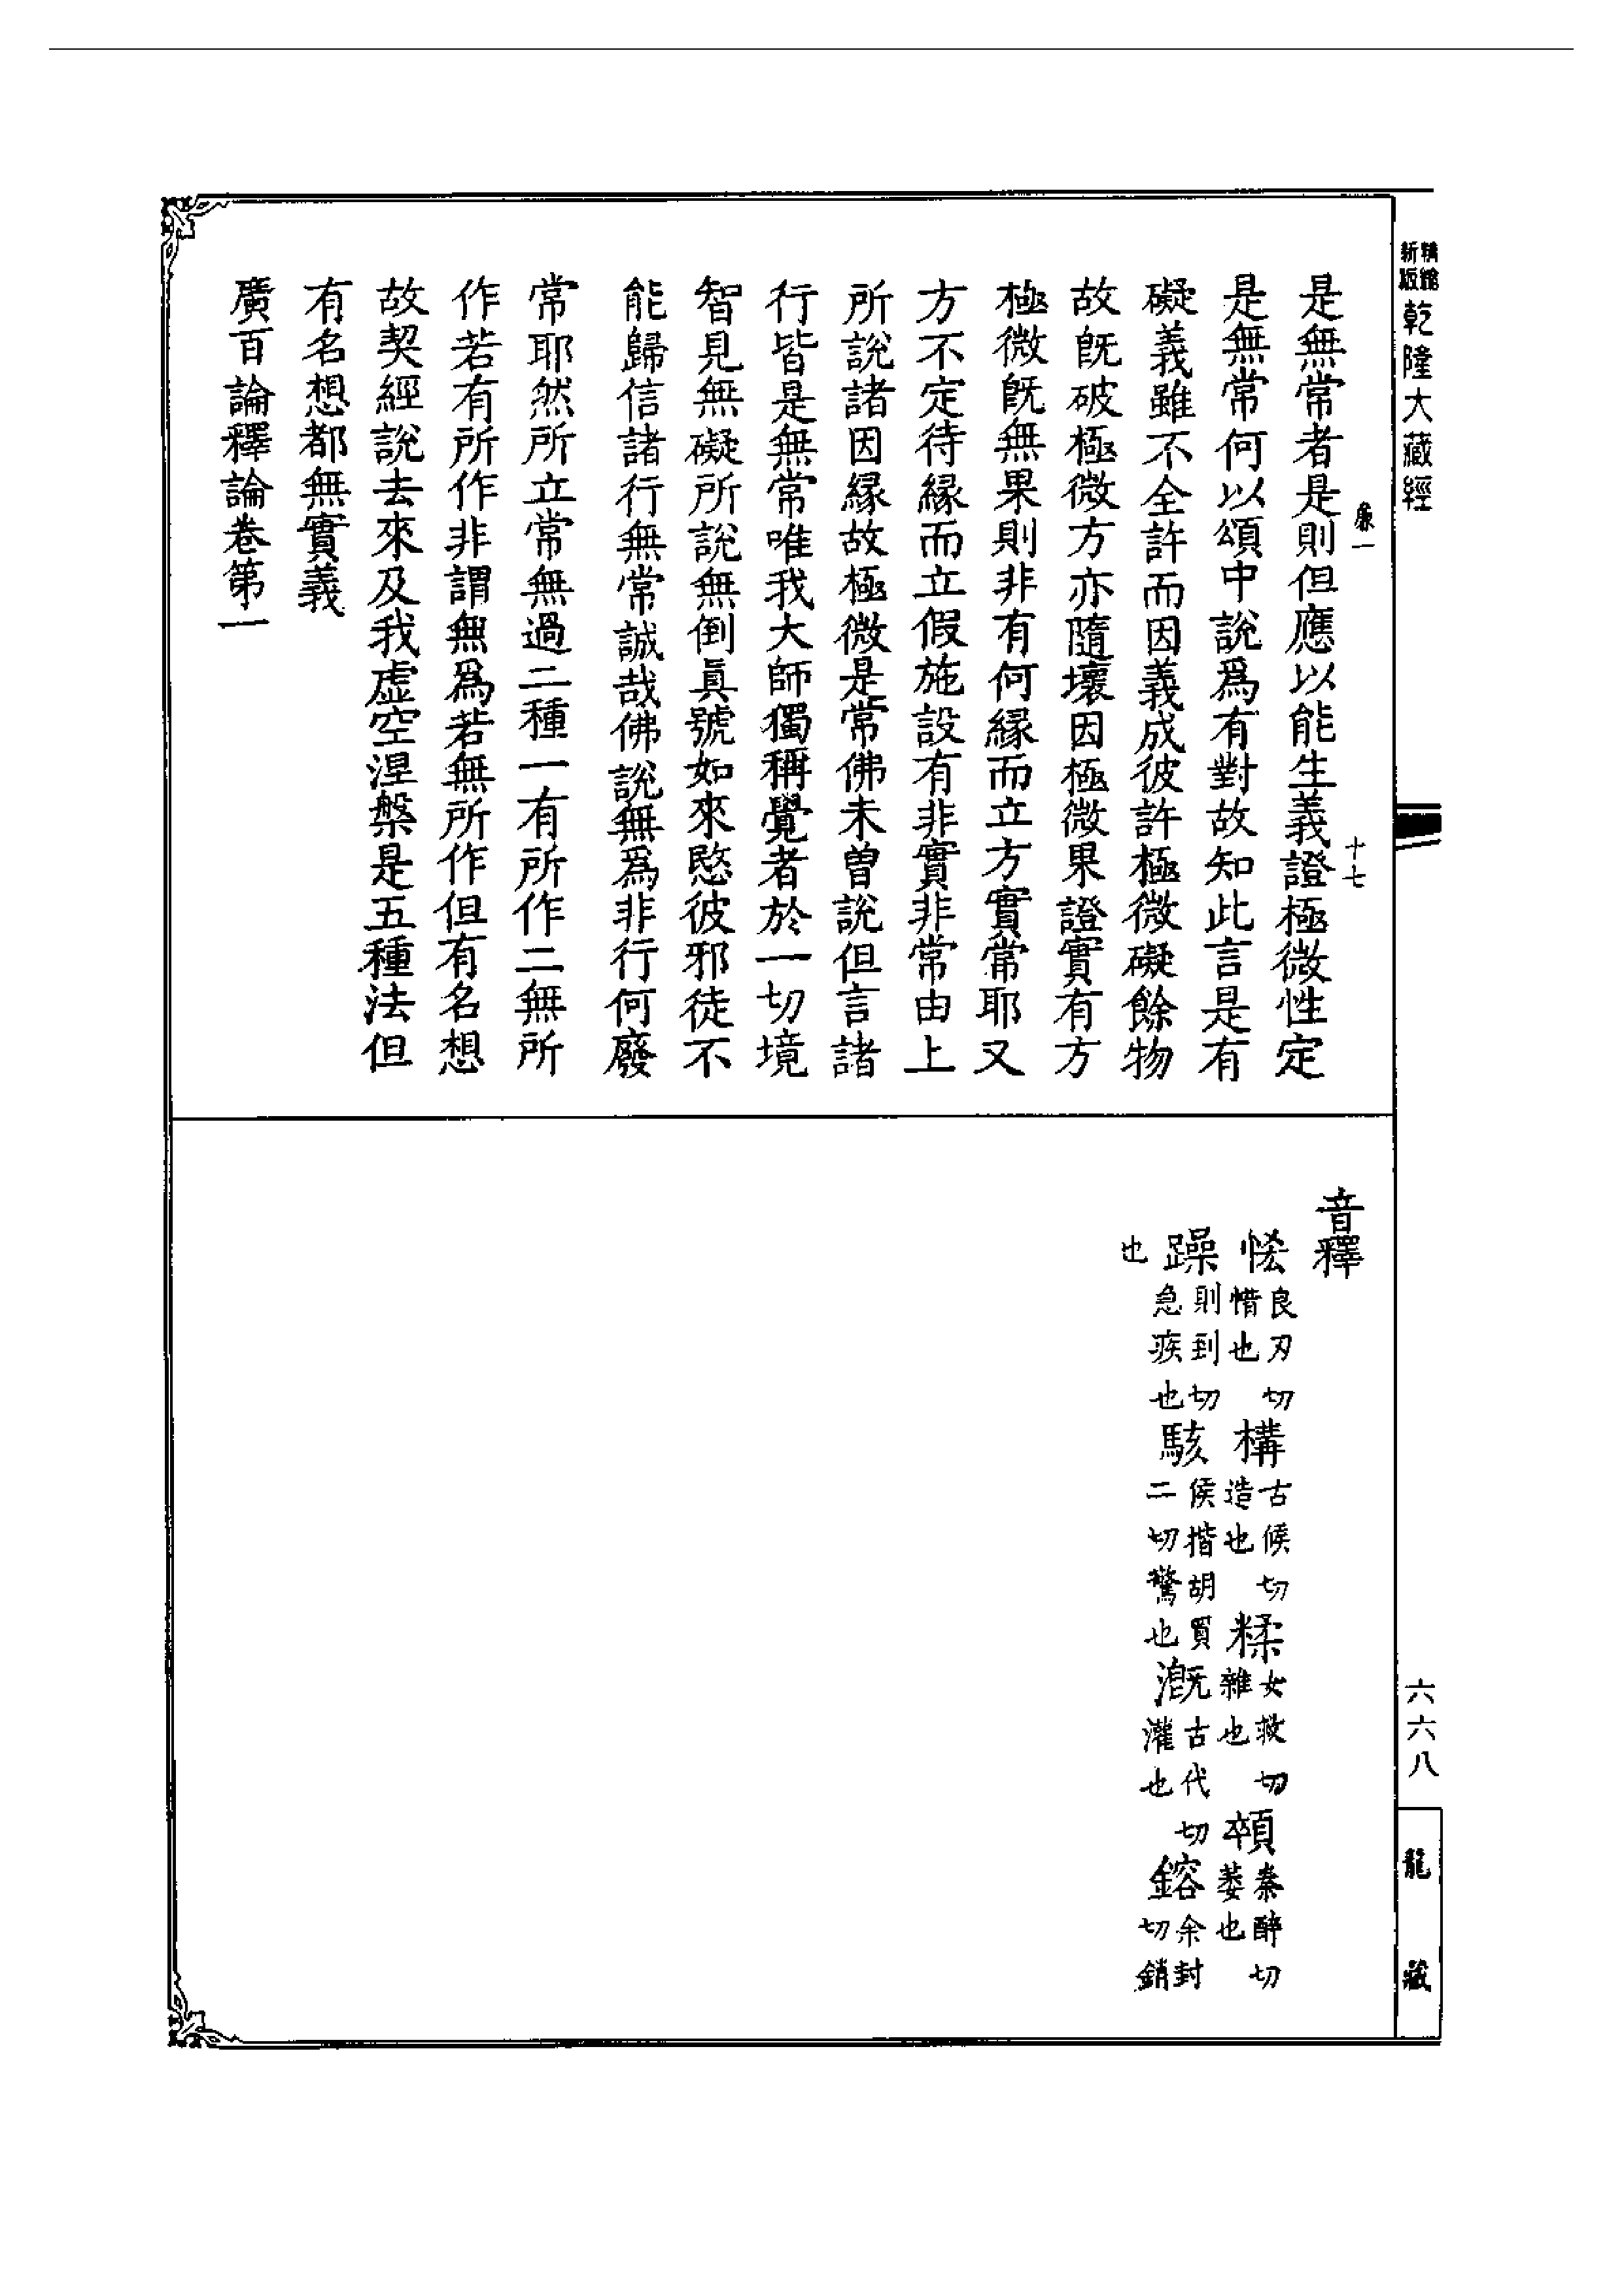 精繪新版
乾隆大藏經
六六八
龍藏
十七
是無常者是則但應以能生義證極微性定
是無常何以頌中說爲有對故知此言是有
礙義雖不全許而因義成彼許極微礙餘物
故旣破極微方亦隨壞因極微果證實有方
極微旣無果則非有何緣而立方實常耶又
方不定待緣而立假施設有非實非常由上
所說諸因緣故極微是常佛未曾說但言諸
行皆是無常唯我大師獨稱覺者於一切境
智見無礙所說無倒眞號如來愍彼邪徒不
能歸信諸行無常誠哉佛說無爲非行何廢
常耶然所立常無過二種一有所作二無所
作若有所作非謂無爲若無所作但有名想
故契經說去來及我虛空涅槃是五種法但
有名想都無實義
廣百論釋論卷第一
音釋
恡良刃切惜也 構古候切造也 糅女救切雜也 顇秦醉切萎也
躁則到切急疾也 駭侯揩胡買二切驚也 漑古代切灌也 鎔余封切銷
也